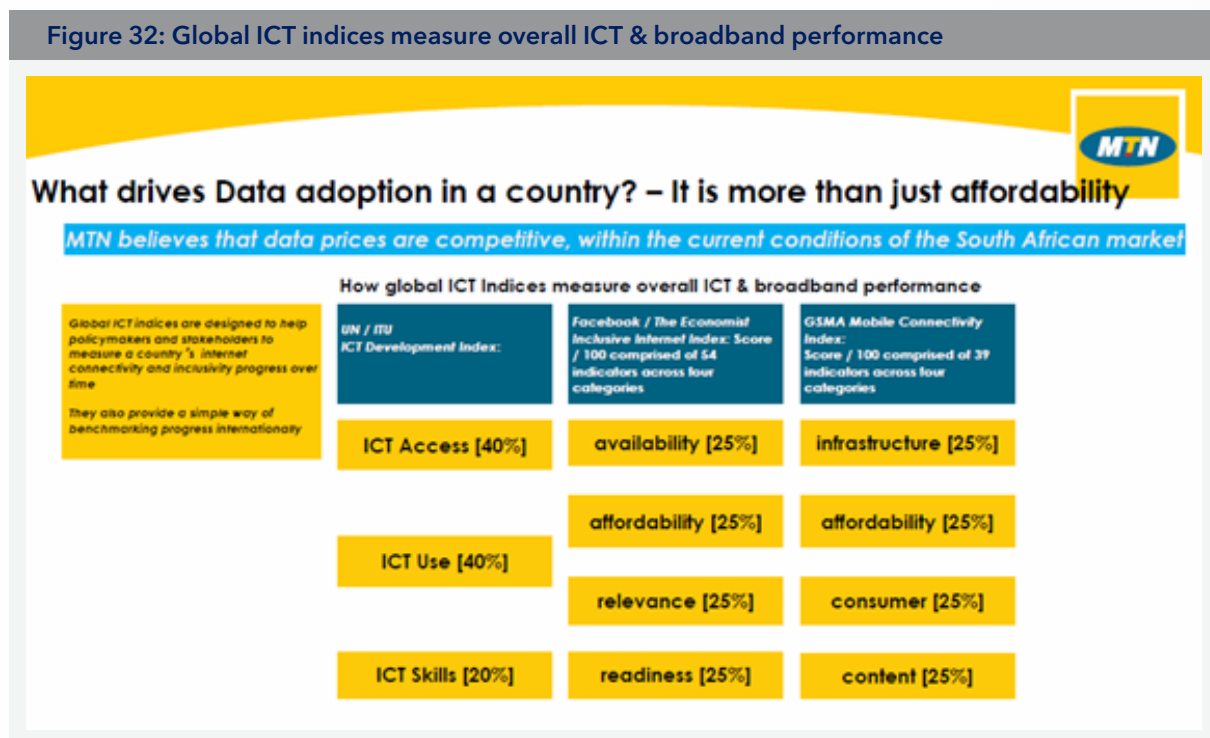 Figure 32: Global ICT indices measure overall ICT & broadband performance
MTN
What drives Data adoption in a country? – It is more than just affordability
MTN believes that data prices are competitive, within the current conditions of the South African market
How global ICT Indices measure overall ICT & broadband performance
Global ICT indices are designed to help
policymakers and stakeholders to
measure a country 's internet
connectivity and inclusivity progress over
time
They also provide a simple way of
benchmarking progress internationally
UN / ITU
ICT Development Index:
ICT Access [40%]
ICT Use [40%]
ICT Skills [20%]
Facebook / The Economist
Inclusive Internet Index: Score
/ 100 comprised of 54
indicators across four
categories
availability [25%]
affordability [25%]
relevance [25%]
readiness [25%]
GSMA Mobile Connectivity
Index:
Score / 100 comprised of 39
indicators across four
categories
infrastructure [25%]
affordability [25%]
consumer [25%]
content [25%]